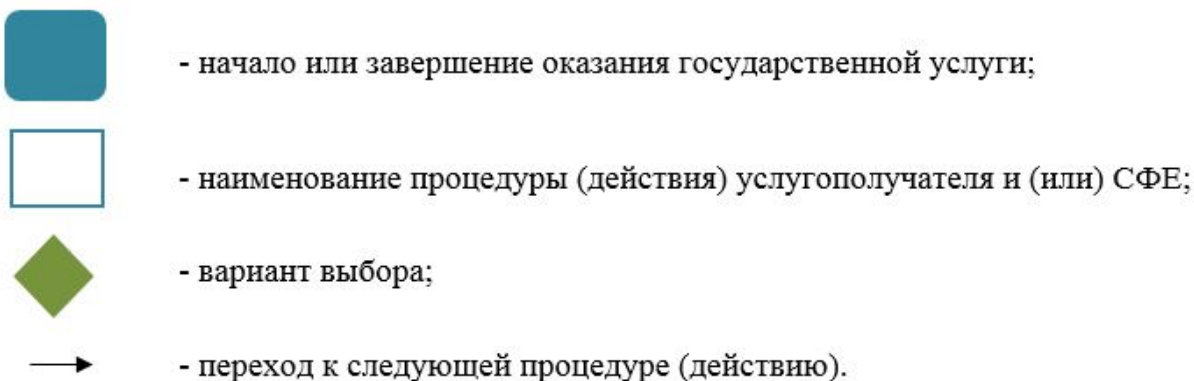 - начало или завершение оказания государственной услуги;
- наименование процедуры (действия) услугополучателя и (или) СФЕ;
- вариант выбора;
- переход к следующей процедуре (действию).